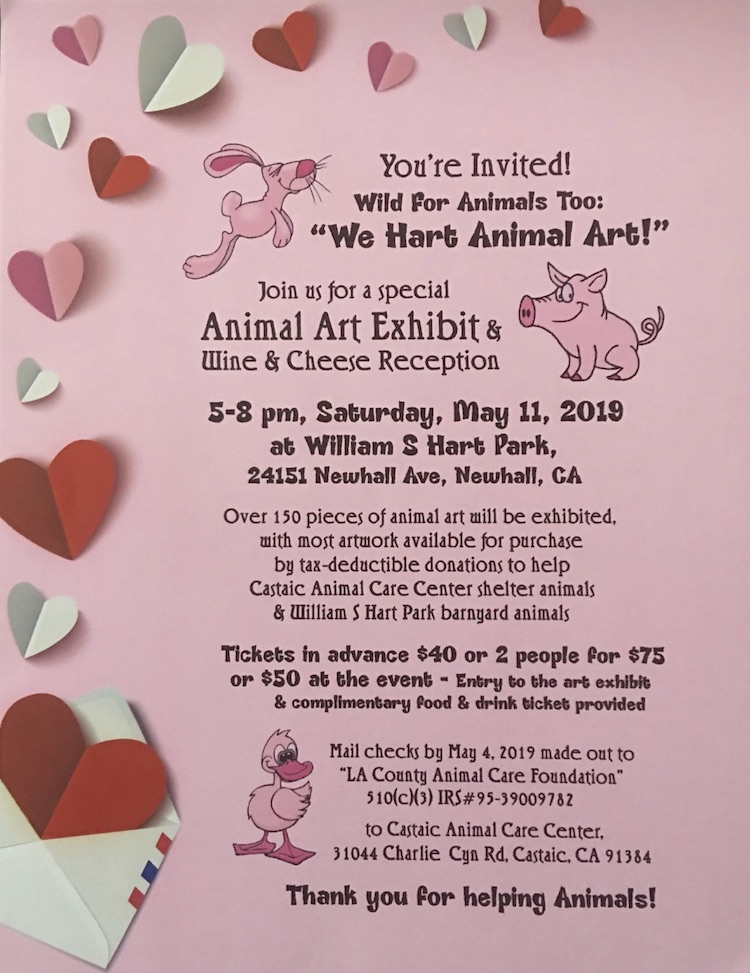 You're Invited!
Wild for Animals Too:
"We Hart Animal Art!"
Join us for a special
Animal Art Exhibit &
Wine & Cheese Reception
5-8 pm, Saturday, May 11, 2019
at William S Hart Park,
24151 Newhall Ave, Newhall, CA
Over 150 pieces of animal art will be exhibited,
with most artwork available for purchase
by tax-deductible donations to help
Castaic Animal Care Center shelter animals
& William S Hart Park barnyard animals
Tickets in advance $40 or 2 people for $75
or $50 at the event - Entry to the art exhibit
& complimentary food & drink ticket provided
Mail checks by May 4, 2019 made out to
"LA County Animal Care Foundation"
510(c)(3) IRS#95-39009782
to Castaic Animal Care Center,
31044 Charlie Cyn Rd, Castaic, CA 91384
Thank you for helping Animals!